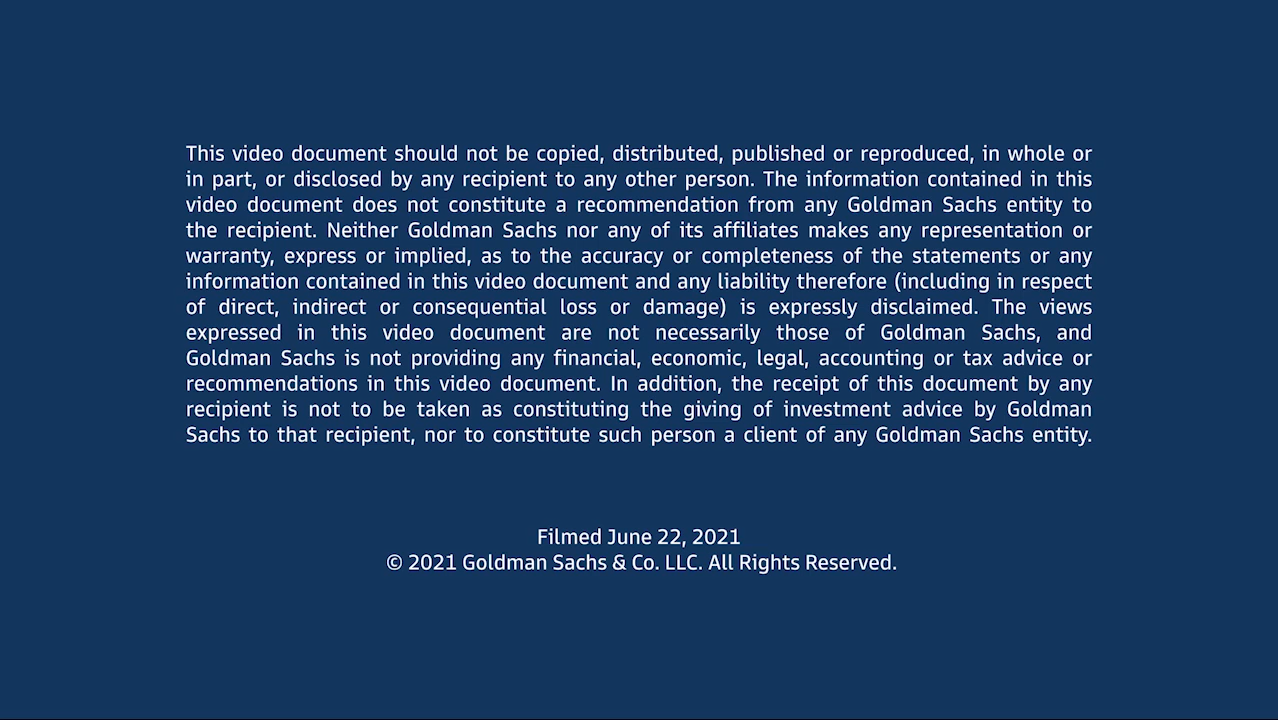 This video document should not be copied, distributed, published or reproduced, in whole or
in part, or disclosed by any recipient to any other person. The information contained in this
video document does not constitute a recommendation from any Goldman Sachs entity to
the recipient. Neither Goldman Sachs nor any of its affiliates makes any representation or
warranty, express or implied, as to the accuracy or completeness of the statements or any
information contained in this video document and any liability therefore (including in respect
of direct, indirect or consequential loss or damage) is expressly disclaimed. The views
expressed in this video document are not necessarily those of Goldman Sachs, and
Goldman Sachs is not providing any financial, economic, legal, accounting or tax advice or
recommendations in this video document. In addition, the receipt of this document by any
recipient is not to be taken as constituting the giving of investment advice by Goldman
Sachs to that recipient, nor to constitute such person a client of any Goldman Sachs entity.
Filmed June 22, 2021
© 2021 Goldman Sachs & Co. LLC. All Rights Reserved.